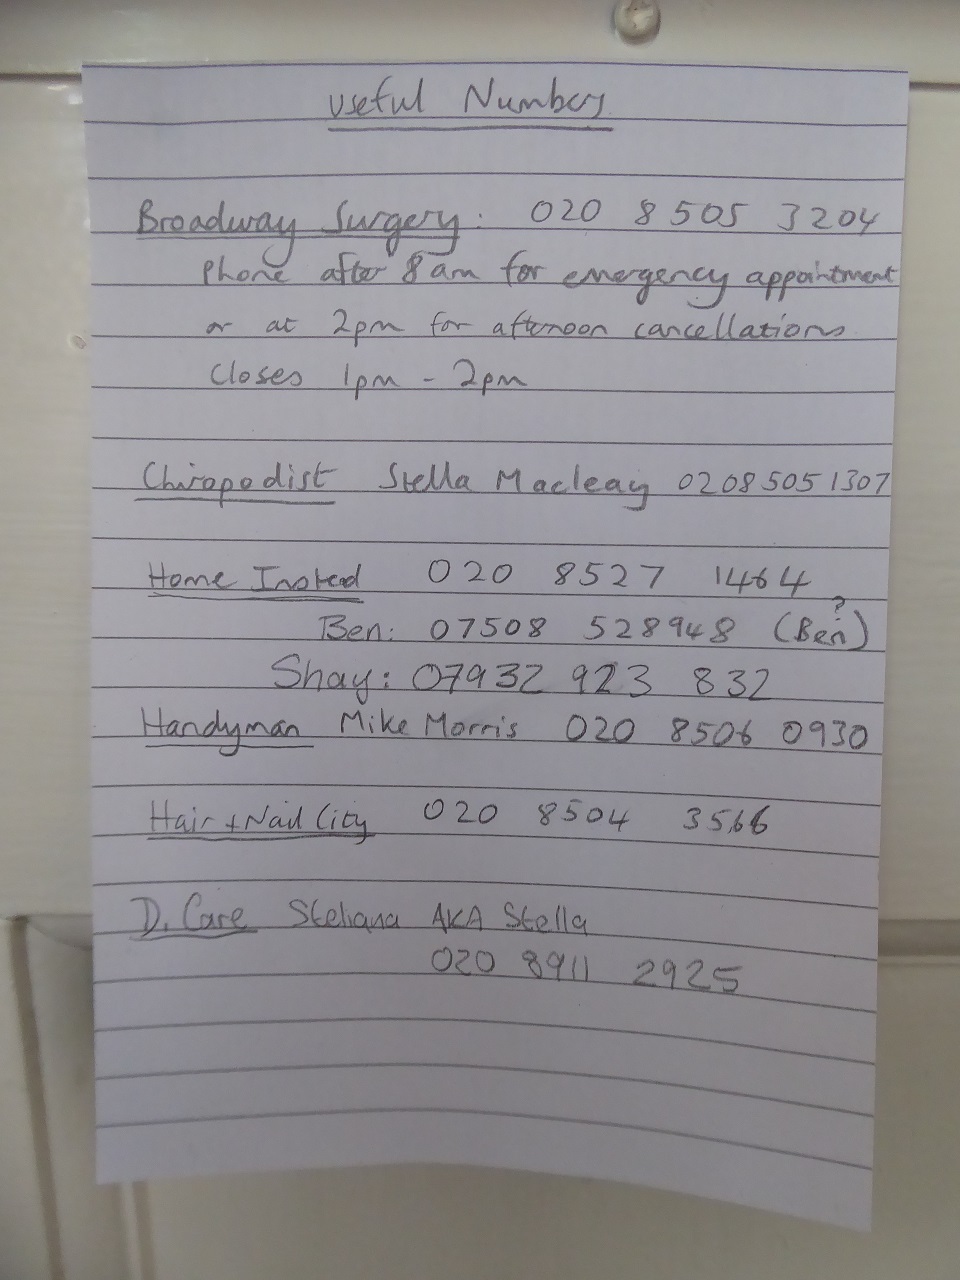 Useful Numbers
Broadway Surgery: 020 8505 3204
Phone after 8am for emergency appointment
or at 2pm for afternoon cancellations
Closes 1pm - 2pm
Chiropodist Stella Macleay 02085051307
Home Instead 020 8527 1464
Ben: 07508 528948 (Ben?)
Shay: 07932 923 832
Handyman Mike Morris 020 8506 0930
Hair + Nail City 020 8504 3566
D. Care Steliana AKA Stella
020 8911 2925